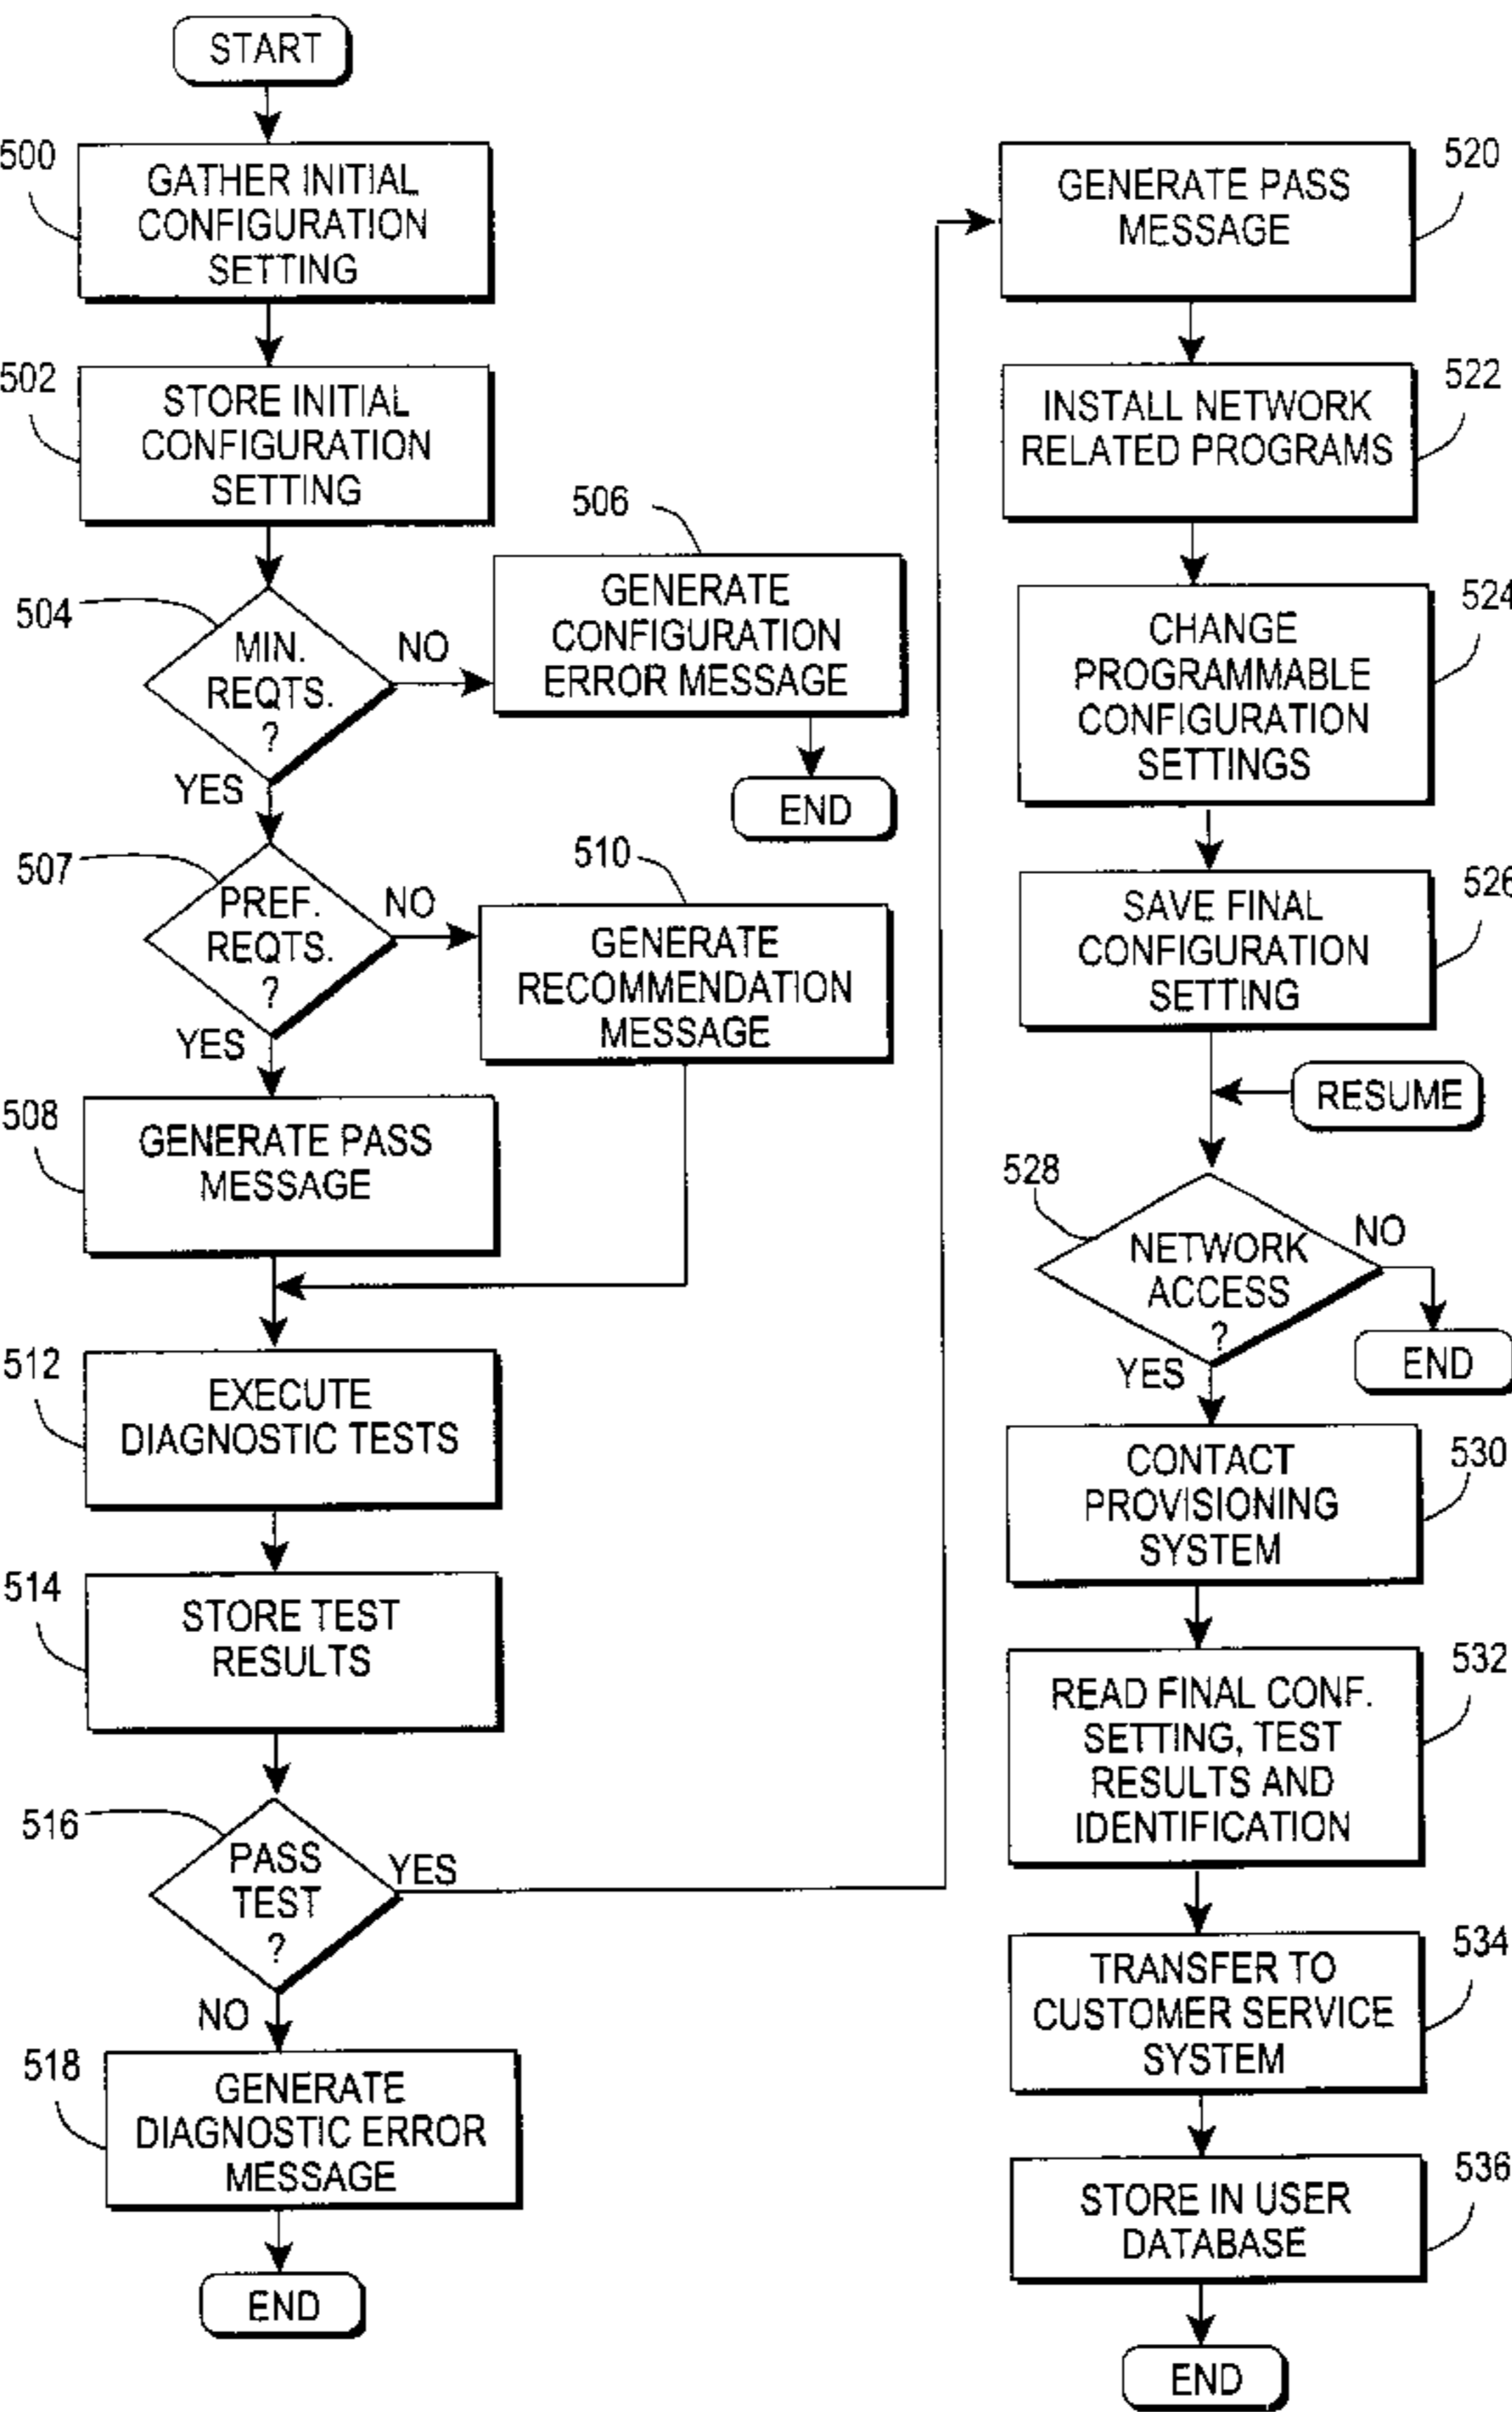 START
500
GATHER INITIAL
CONFIGURATION
SETTING
502
STORE INITIAL
CONFIGURATION
SETTING
504
MIN.
REQTS.
?
NO
YES
506
GENERATE
CONFIGURATION
ERROR MESSAGE
END
507
PREF.
REQTS.
?
NO
YES
510
GENERATE
RECOMMENDATION
MESSAGE
508
GENERATE PASS
MESSAGE
512
EXECUTE
DIAGNOSTIC TESTS
514
STORE TEST
RESULTS
516
PASS
TEST
?
YES
NO
518
GENERATE
DIAGNOSTIC ERROR
MESSAGE
END
520
GENERATE PASS
MESSAGE
522
INSTALL NETWORK
RELATED PROGRAMS
524
CHANGE
PROGRAMMABLE
CONFIGURATION
SETTINGS
526
SAVE FINAL
CONFIGURATION
SETTING
RESUME
528
NETWORK
ACCESS
?
NO
END
YES
530
CONTACT
PROVISIONING
SYSTEM
532
READ FINAL CONF.
SETTING, TEST
RESULTS AND
IDENTIFICATION
534
TRANSFER TO
CUSTOMER SERVICE
SYSTEM
536
STORE IN USER
DATABASE
END